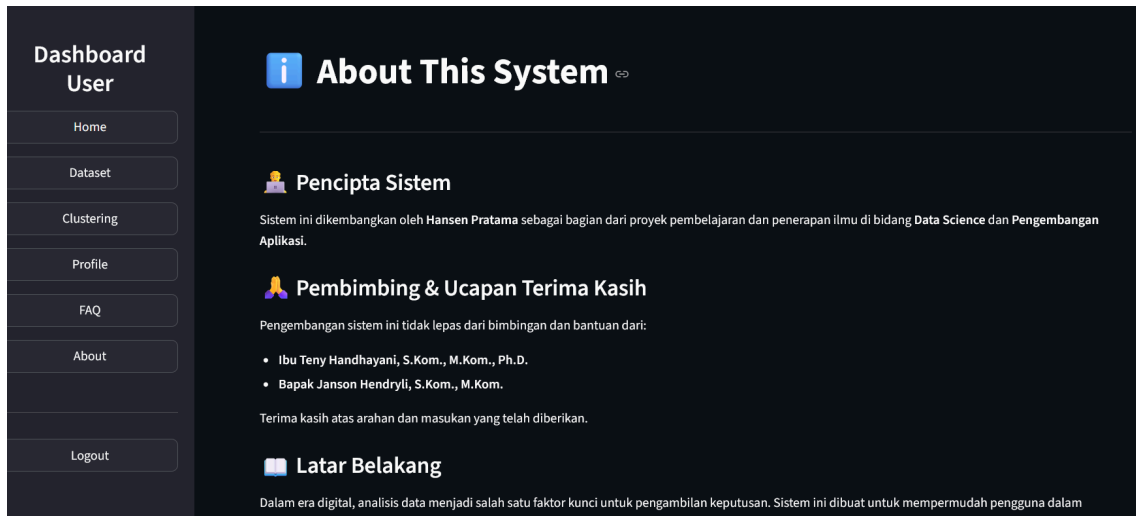 Dashboard
User
Home
Dataset
Clustering
Profile
FAQ
About
Logout
About This System
Pencipta Sistem
Sistem ini dikembangkan oleh Hansen Pratama sebagai bagian dari proyek pembelajaran dan penerapan ilmu di bidang Data Science dan Pengembangan
Aplikasi.
Pembimbing & Ucapan Terima Kasih
Pengembangan sistem ini tidak lepas dari bimbingan dan bantuan dari:
• Ibu Teny Handhayani, S.Kom., M.Kom., Ph.D.
• Bapak Janson Hendryli, S.Kom., M.Kom.
Terima kasih atas arahan dan masukan yang telah diberikan.
Latar Belakang
Dalam era digital, analisis data menjadi salah satu faktor kunci untuk pengambilan keputusan. Sistem ini dibuat untuk mempermudah pengguna dalam